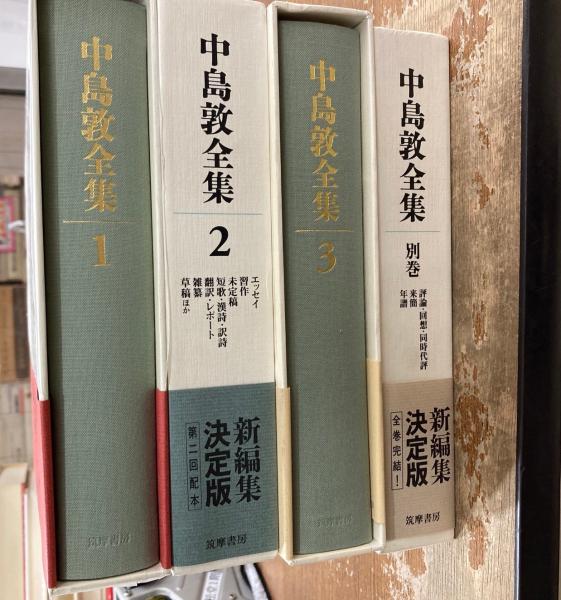 中島敦全集
1
筑摩書房
中島敦全集
2
エッセイ
習作
未定稿
短歌・漢詩・訳詩
翻訳・レポート
雑纂
草稿ほか
新編集
決定版
第二回配本
筑摩書房
中島敦全集
3
筑摩書房
中島敦全集
別巻
評論・回想・同時代評
来簡
年譜
新編集
決定版
全巻完結!
筑摩書房